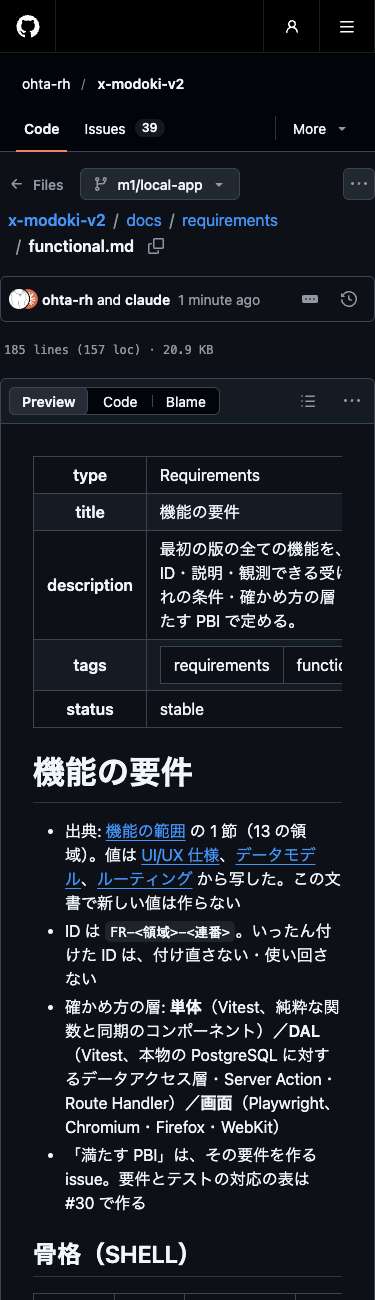 ohta-rh / x-modoki-v2
Code Issues 39 More
Files m1/local-app
x-modoki-v2 / docs / requirements
/ functional.md
ohta-rh and claude 1 minute ago
185 lines (157 loc) · 20.9 KB
Preview Code Blame
type Requirements
title 機能の要件
description 最初の版の全ての機能を、
ID・説明・観測できる受け
れの条件・確かめ方の層
たす PBI で定める。
tags requirements functio
status stable
機能の要件
• 出典: 機能の範囲 の 1 節（13 の領
域）。値は UI/UX 仕様、データモデ
ル、ルーティング から写した。この文
書で新しい値は作らない
• ID は FR-<領域>-<連番>。いったん付
けた ID は、付け直さない・使い回さ
ない
• 確かめ方の層: 単体（Vitest、純粋な関
数と同期のコンポーネント）／DAL
（Vitest、本物の PostgreSQL に対す
るデータアクセス層・Server Action・
Route Handler）／画面（Playwright、
Chromium・Firefox・WebKit）
• 「満たす PBI」は、その要件を作る
issue。要件とテストの対応の表は
#30 で作る
骨格（SHELL）